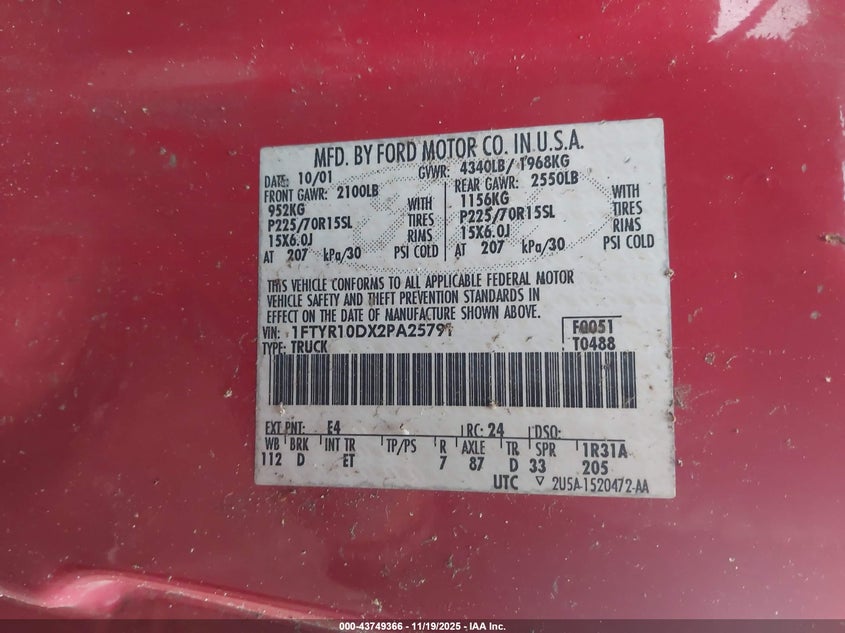 MFD. BY FORD MOTOR CO. IN U.S.A.
DATE: 10/01 GVWR: 4340LB/ 1968KG
FRONT GAWR: 2100LB REAR GAWR: 2550LB
952KG WITH 1156KG WITH
P225/70R15SL TIRES P225/70R15SL TIRES
15X6.0J RIMS 15X6.0J RIMS
AT 207 kPa/30 PSI COLD AT 207 kPa/30 PSI COLD
THIS VEHICLE CONFORMS TO ALL APPLICABLE FEDERAL MOTOR
VEHICLE SAFETY AND THEFT PREVENTION STANDARDS IN
EFFECT ON THE DATE OF MANUFACTURE SHOWN ABOVE.
VIN: 1FTYR10DX2PA25791 F0051
TYPE: TRUCK T0488
EXT PNT: E4 RC: 24 DSO:
WB BRK INT TR TP/PS R AXLE TR SPR 1R31A
112 D ET 7 87 D 33 205
UTC ▽ 2U5A-1520472-AA
000-43749366 - 11/19/2025 - IAA Inc.